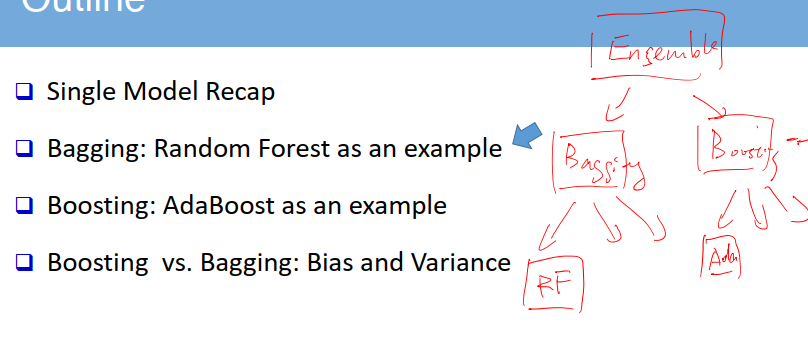 Outline
Single Model Recap
Bagging: Random Forest as an example
Boosting: AdaBoost as an example
Boosting vs. Bagging: Bias and Variance
Ensemble
Bagging
Boosting
RF
Ada